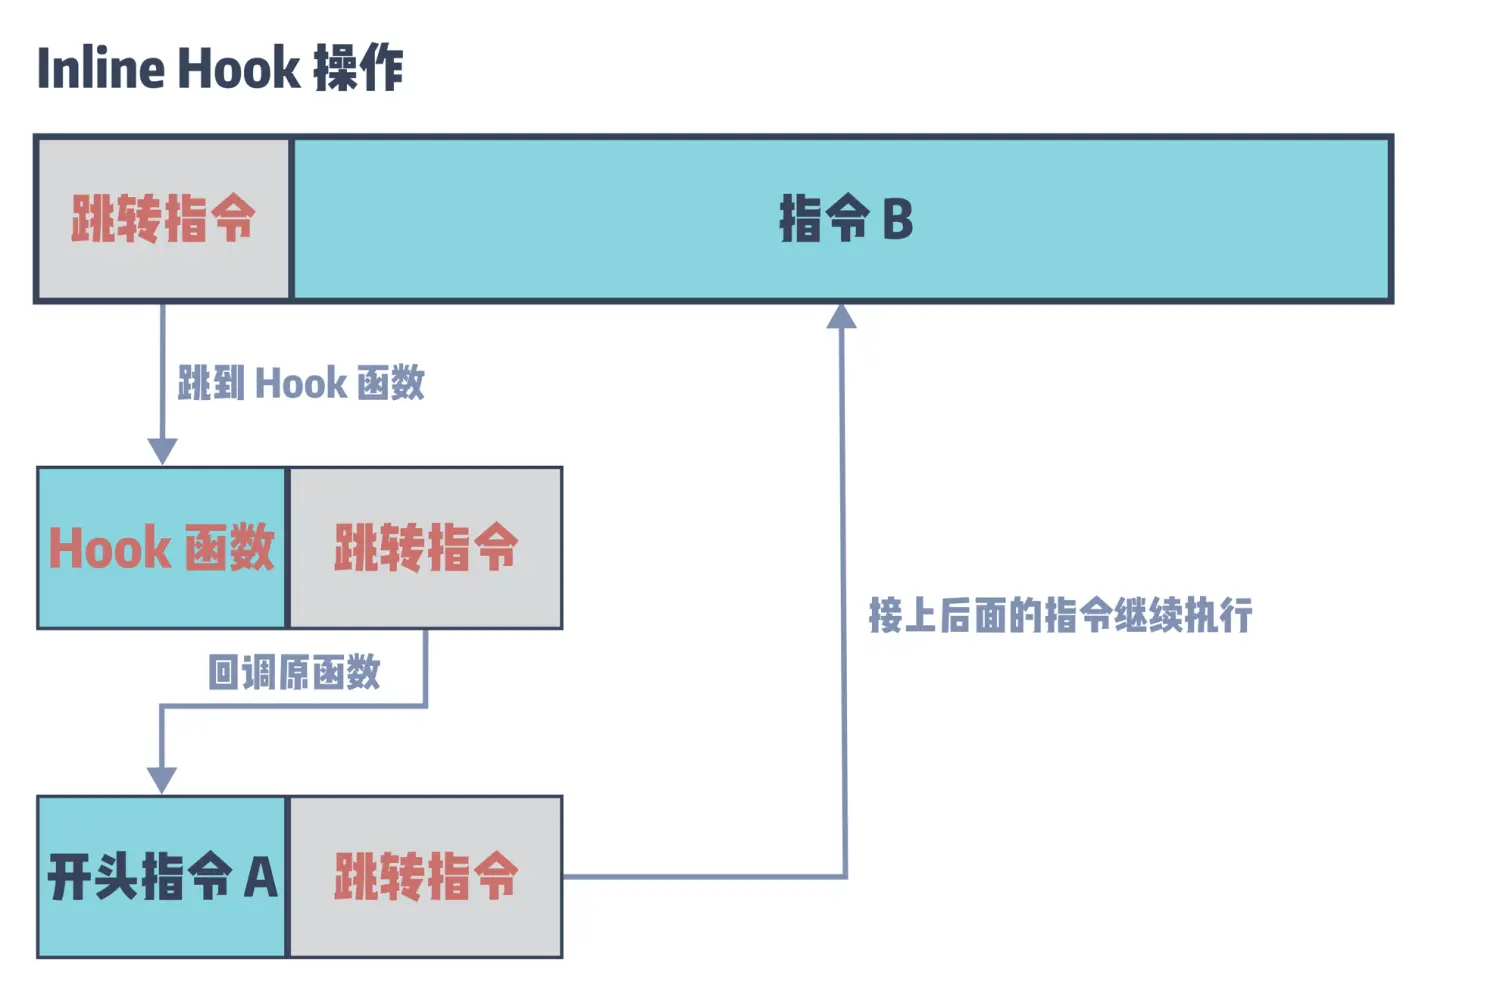 Inline Hook 操作
跳转指令
指令 B
跳到 Hook 函数
Hook 函数
跳转指令
回调原函数
接上后面的指令继续执行
开头指令 A
跳转指令